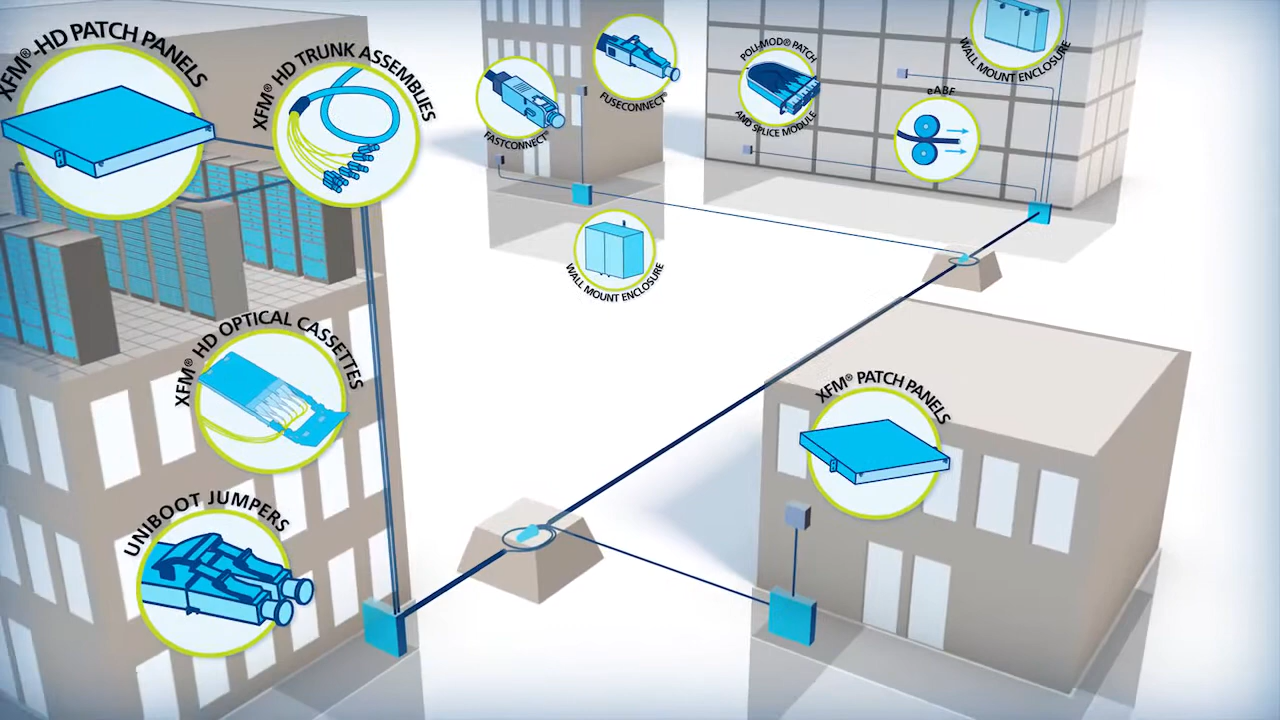 XFM®-HD PATCH PANELS
XFM® HD TRUNK ASSEMBLIES
FASTCONNECT®
FUSECONNECT®
POLI-MOD® PATCH
AND SPLICE MODULE
WALL MOUNT ENCLOSURE
eABF
WALL MOUNT ENCLOSURE
XFM® HD OPTICAL CASSETTES
XFM® PATCH PANELS
UNIBOOT JUMPERS